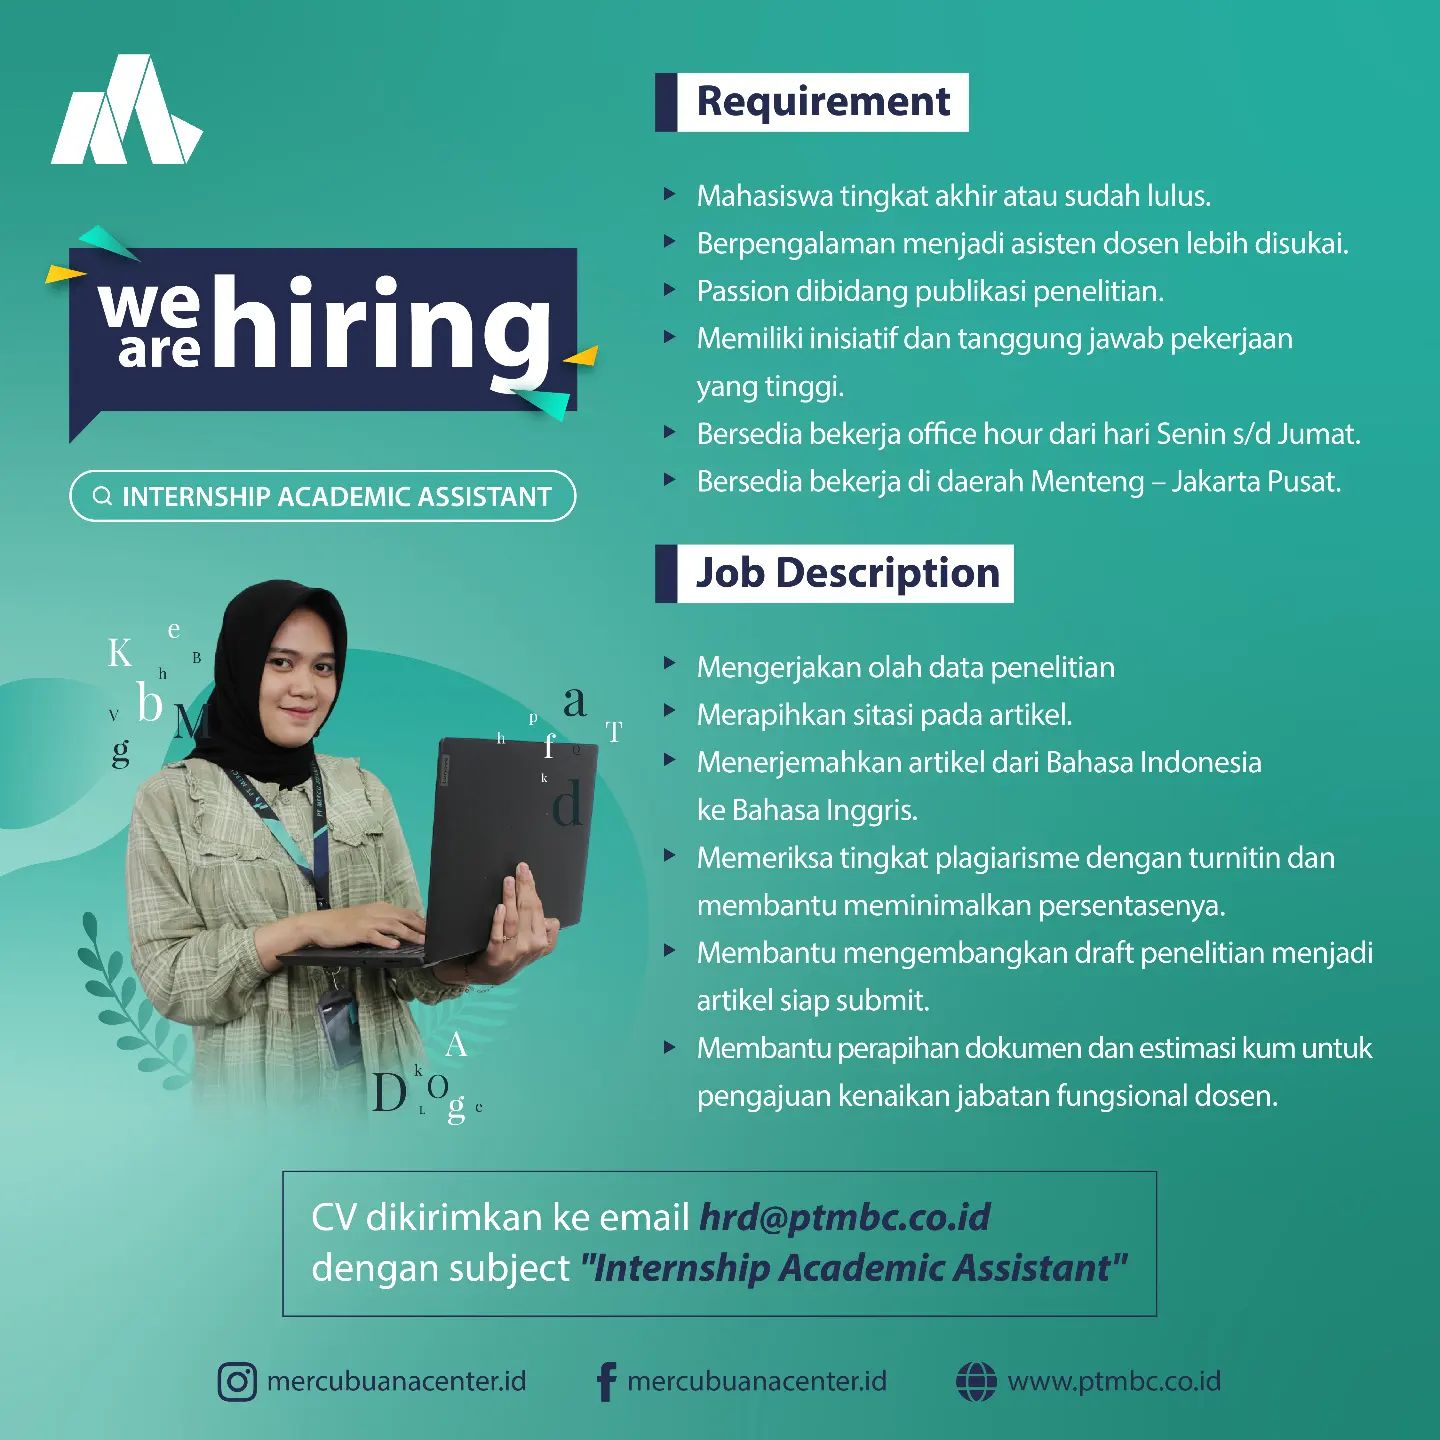 we
are hiring
INTERNSHIP ACADEMIC ASSISTANT
Requirement
Mahasiswa tingkat akhir atau sudah lulus.
Berpengalaman menjadi asisten dosen lebih disukai.
Passion dibidang publikasi penelitian.
Memiliki inisiatif dan tanggung jawab pekerjaan
yang tinggi.
Bersedia bekerja office hour dari hari Senin s/d Jumat.
Bersedia bekerja di daerah Menteng – Jakarta Pusat.
Job Description
Mengerjakan olah data penelitian
Merapihkan sitasi pada artikel.
Menerjemahkan artikel dari Bahasa Indonesia
ke Bahasa Inggris.
Memeriksa tingkat plagiarisme dengan turnitin dan
membantu meminimalkan persentasenya.
Membantu mengembangkan draft penelitian menjadi
artikel siap submit.
Membantu perapihan dokumen dan estimasi kum untuk
pengajuan kenaikan jabatan fungsional dosen.
K e B h b V M g
a p T h f Q k d
A k D O L g c
CV dikirimkan ke email hrd@ptmbc.co.id
dengan subject "Internship Academic Assistant"
mercubuanacenter.id mercubuanacenter.id www.ptmbc.co.id